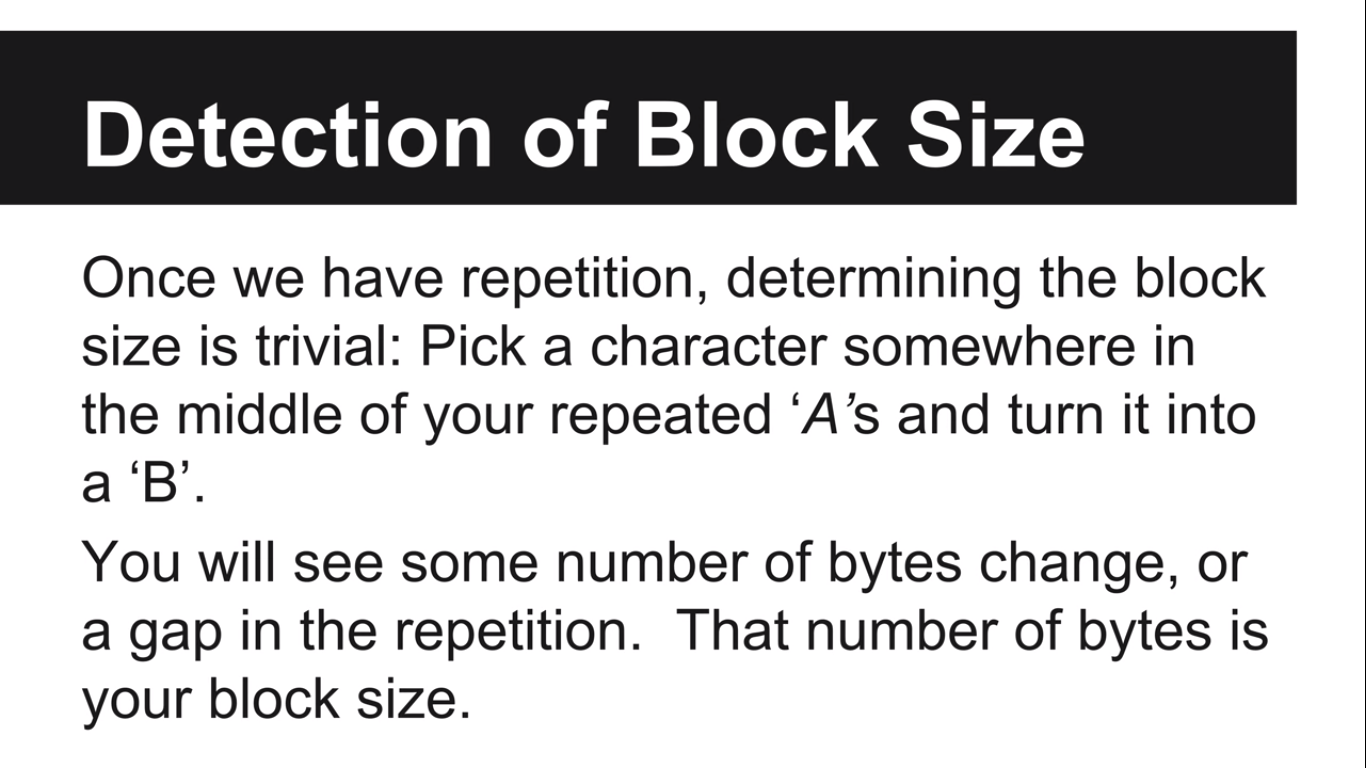 Detection of Block Size
Once we have repetition, determining the block
size is trivial: Pick a character somewhere in
the middle of your repeated ‘A’s and turn it into
a ‘B’.
You will see some number of bytes change, or
a gap in the repetition.  That number of bytes is
your block size.